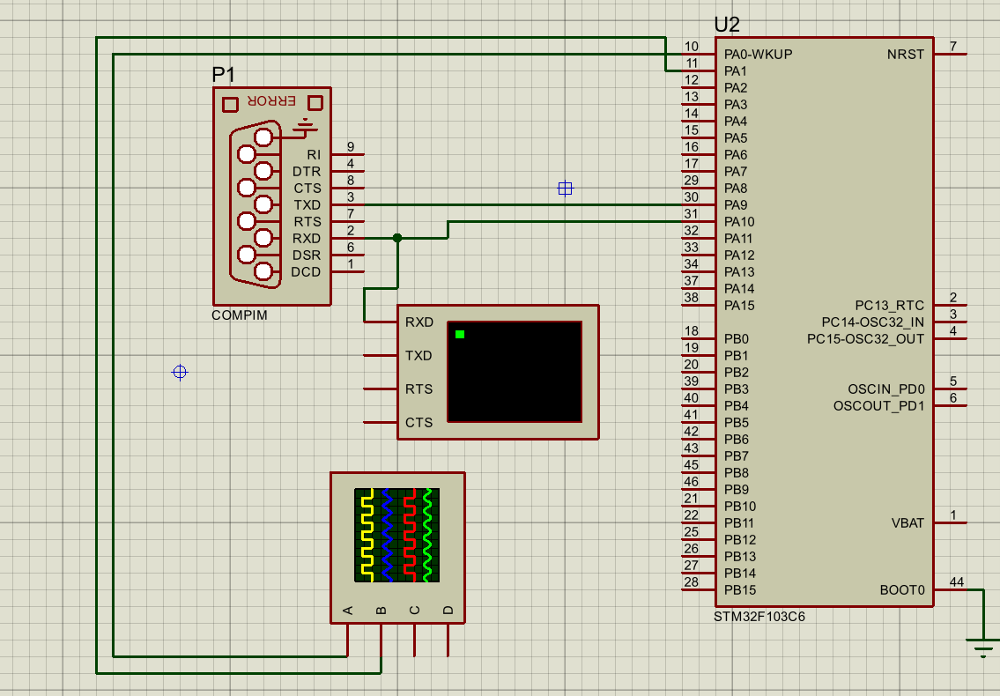 U2
10 PA0-WKUP NRST 7
11 PA1
12 PA2
13 PA3
14 PA4
15 PA5
16 PA6
17 PA7
29 PA8
30 PA9
31 PA10
32 PA11
33 PA12
34 PA13
37 PA14
38 PA15
PC13_RTC 2
PC14-OSC32_IN 3
PC15-OSC32_OUT 4
18 PB0
19 PB1
20 PB2
39 PB3 OSCIN_PD0 5
40 PB4 OSCOUT_PD1 6
41 PB5
42 PB6
43 PB7
45 PB8
46 PB9
21 PB10
22 PB11 VBAT 1
25 PB12
26 PB13
27 PB14
28 PB15 BOOT0 44
STM32F103C6
P1
ERROR
RI 9
DTR 4
CTS 8
TXD 3
RTS 7
RXD 2
DSR 6
DCD 1
COMPIM
RXD
TXD
RTS
CTS
A B C D